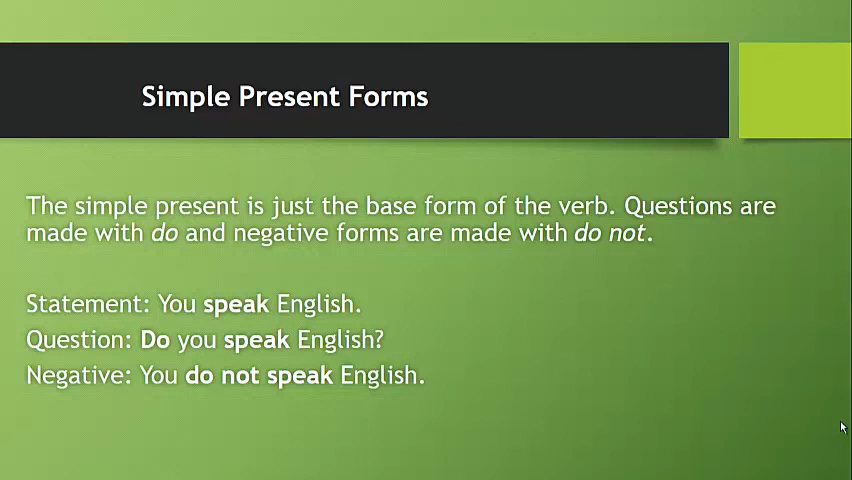 Simple Present Forms
The simple present is just the base form of the verb. Questions are
made with do and negative forms are made with do not.
Statement: You speak English.
Question: Do you speak English?
Negative: You do not speak English.